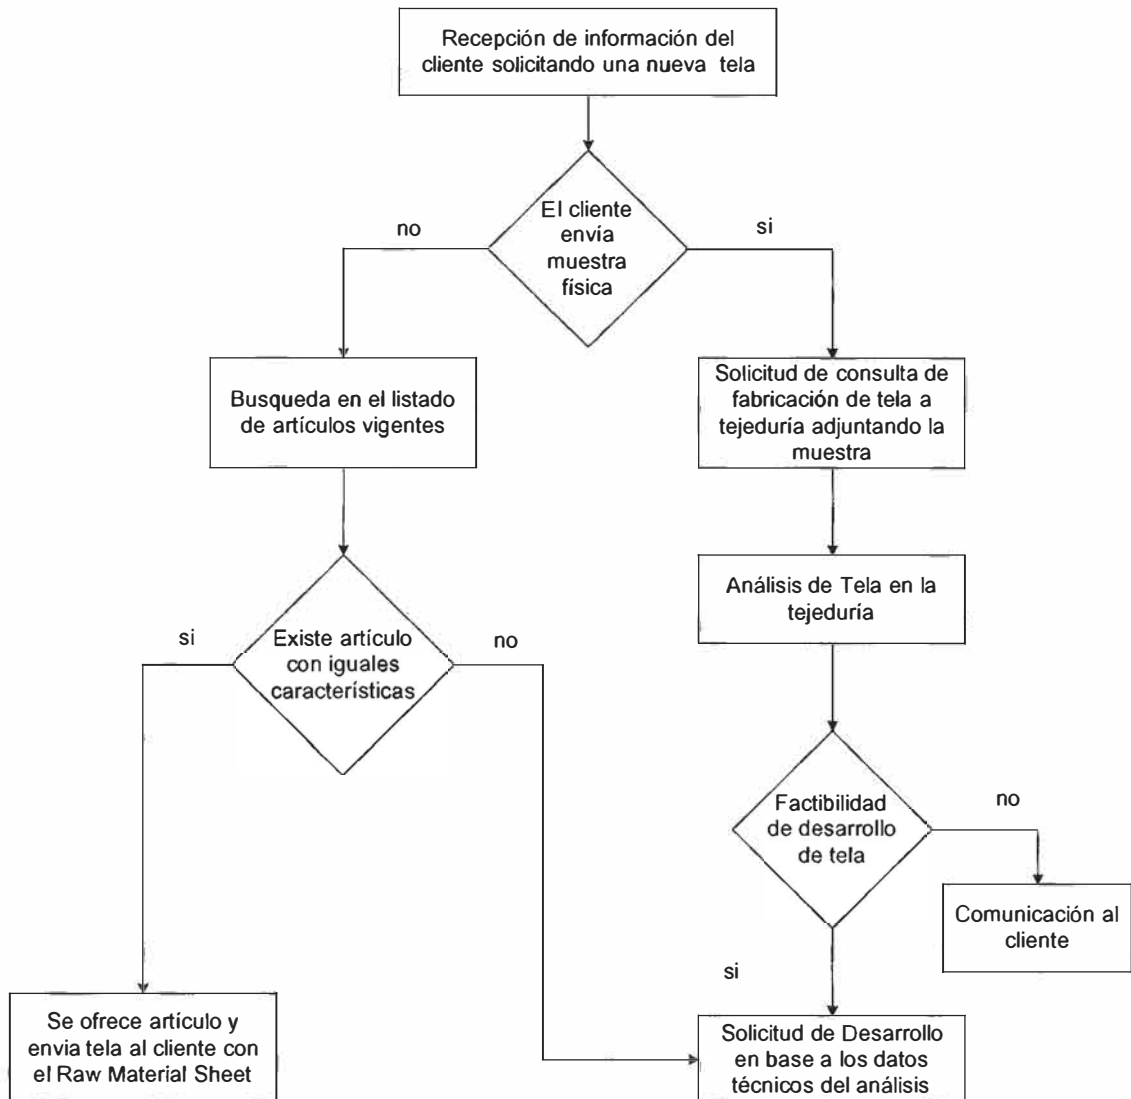 Recepción de información del
cliente solicitando una nueva tela
El cliente
envía
muestra
física
no
si
Busqueda en el listado
de artículos vigentes
Solicitud de consulta de
fabricación de tela a
tejeduría adjuntando la
muestra
Análisis de Tela en la
tejeduría
si
Existe artículo
con iguales
características
no
Factibilidad
de desarrollo
de tela
no
Comunicación al
cliente
si
Se ofrece artículo y
envia tela al cliente con
el Raw Material Sheet
Solicitud de Desarrollo
en base a los datos
técnicos del análisis